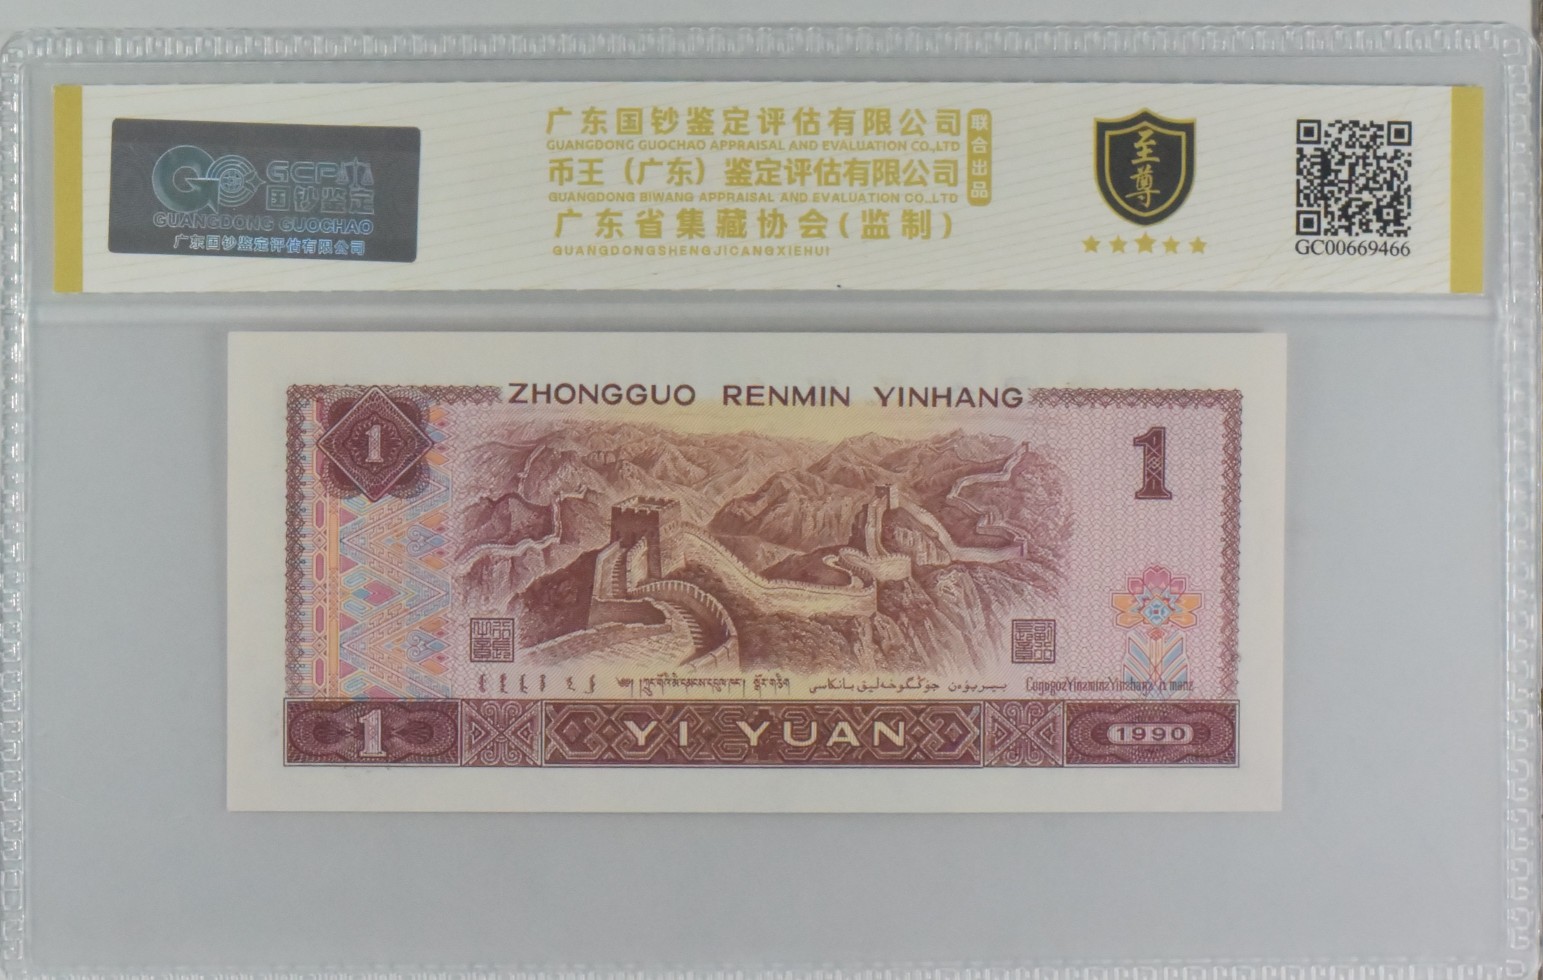 GCP
国钞鉴定
GUANGDONG GUOCHAO
广东国钞鉴定评估有限公司
广东国钞鉴定评估有限公司
GUANGDONG GUOCHAO APPRAISAL AND EVALUATION CO.,LTD
币王（广东）鉴定评估有限公司
GUANGDONG BIWANG APPRAISAL AND EVALUATION CO.,LTD
广东省集藏协会(监制)
GUANGDONGSHENGJICANGXIEHUI
联合出品
至尊
GC00669466
ZHONGGUO RENMIN YINHANG
1
1
1
YI YUAN
1990